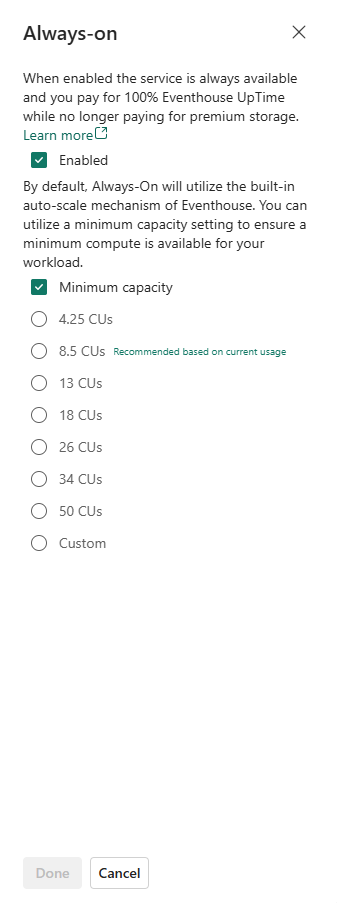 Always-on
When enabled the service is always available
and you pay for 100% Eventhouse UpTime
while no longer paying for premium storage.
Learn more
Enabled
By default, Always-On will utilize the built-in
auto-scale mechanism of Eventhouse. You can
utilize a minimum capacity setting to ensure a
minimum compute is available for your
workload.
Minimum capacity
4.25 CUs
8.5 CUs Recommended based on current usage
13 CUs
18 CUs
26 CUs
34 CUs
50 CUs
Custom
Done Cancel